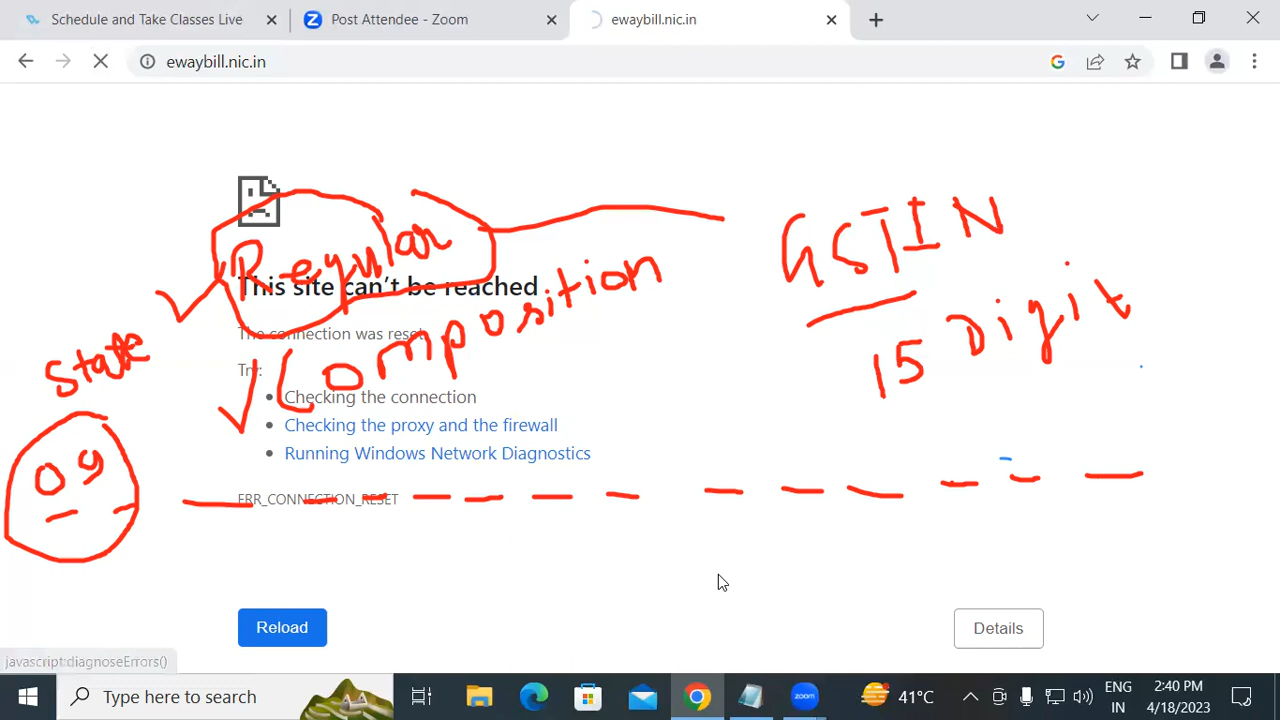 Schedule and Take Classes Live
Post Attendee - Zoom
ewaybill.nic.in
ewaybill.nic.in
Regular
GSTIN
This site can't be reached
The connection was reset.
Composition
15 Digit
State
Try:
Checking the connection
Checking the proxy and the firewall
Running Windows Network Diagnostics
09
ERR_CONNECTION_RESET
Reload
Details
javascript:diagnoseErrors()
Type here to search
41°C
ENG
IN
2:40 PM
4/18/2023